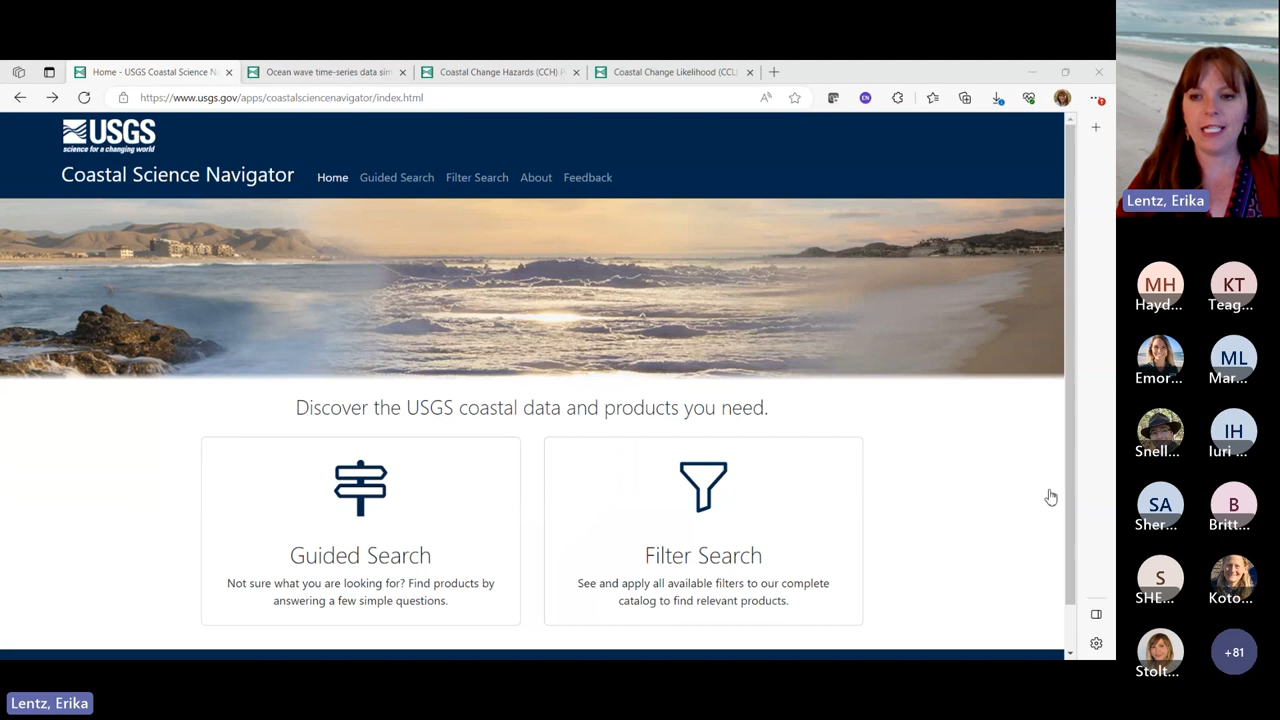 Home - USGS Coastal Science N
Ocean wave time-series data sim
Coastal Change Hazards (CCH) P
Coastal Change Likelihood (CCL)
https://www.usgs.gov/apps/coastalsciencenavigator/index.html
USGS
science for a changing world
Coastal Science Navigator
Home
Guided Search
Filter Search
About
Feedback
Discover the USGS coastal data and products you need.
Guided Search
Not sure what you are looking for? Find products by
answering a few simple questions.
Filter Search
See and apply all available filters to our complete
catalog to find relevant products.
Lentz, Erika
MH
Hayd...
KT
Teag...
Emor...
ML
Mar...
Snell...
IH
Iuri ...
SA
Sher...
B
Britt...
S
SHE...
Koto...
Stolt...
+81
Lentz, Erika